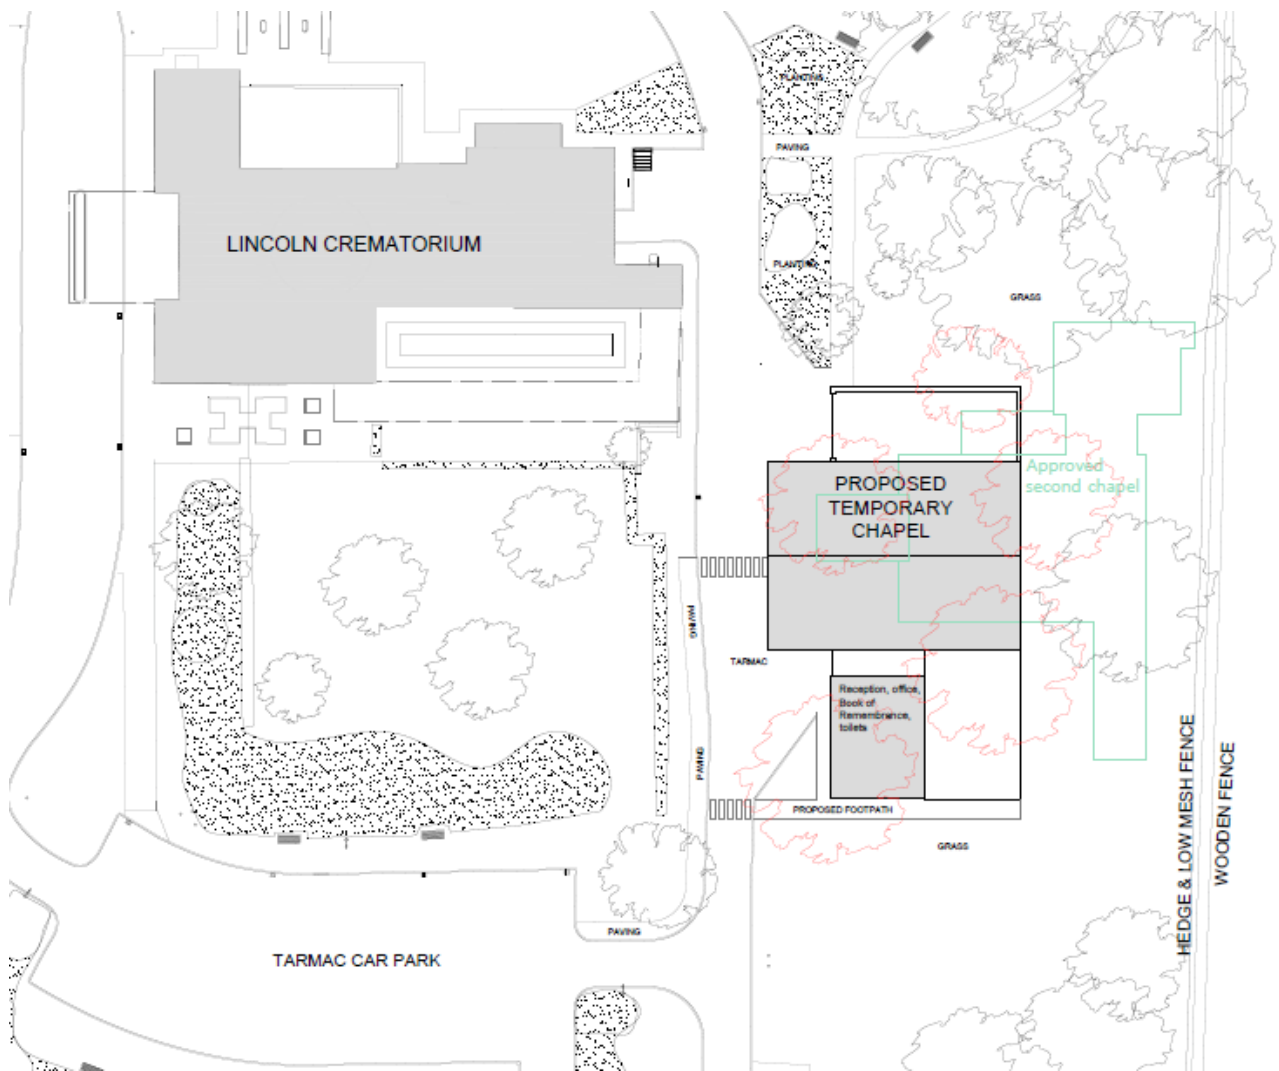 PLANTING
PAVING
LINCOLN CREMATORIUM
PLANTING
GRASS
Approved
second chapel
PROPOSED
TEMPORARY
CHAPEL
PAVING
TARMAC
Reception, office,
Book of
Remembrance,
toilets
PAVING
PROPOSED FOOTPATH
GRASS
HEDGE & LOW MESH FENCE
WOODEN FENCE
PAVING
TARMAC CAR PARK